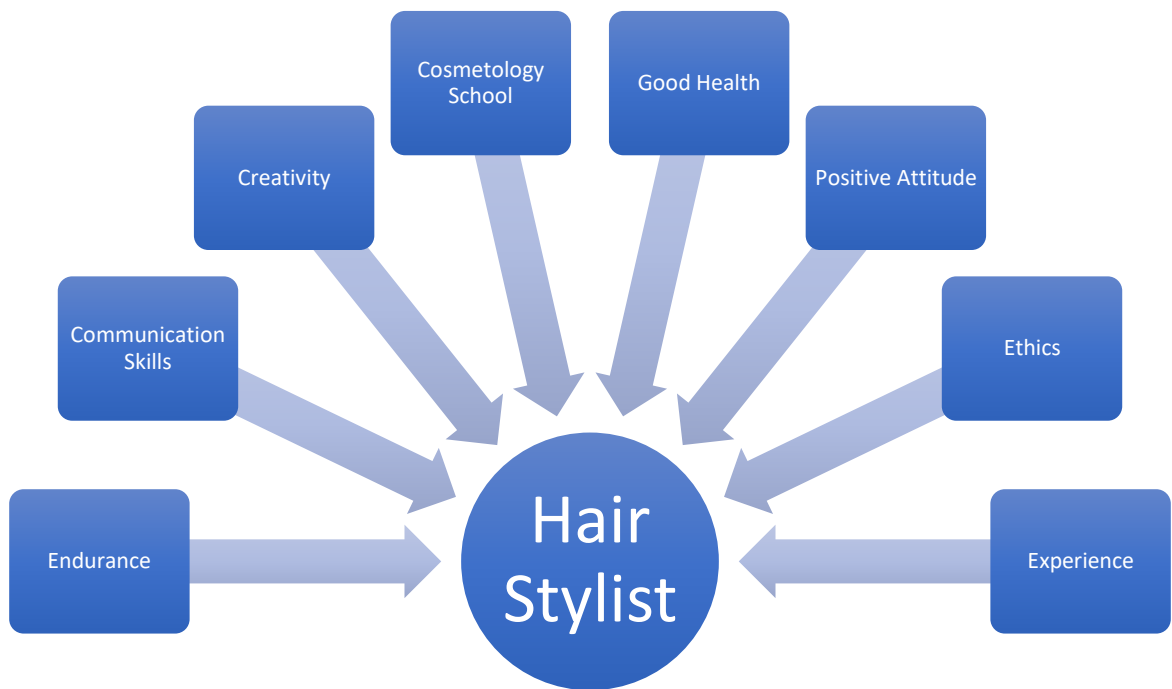 Cosmetology
School
Good Health
Creativity
Positive Attitude
Communication
Skills
Ethics
Endurance
Hair
Stylist
Experience